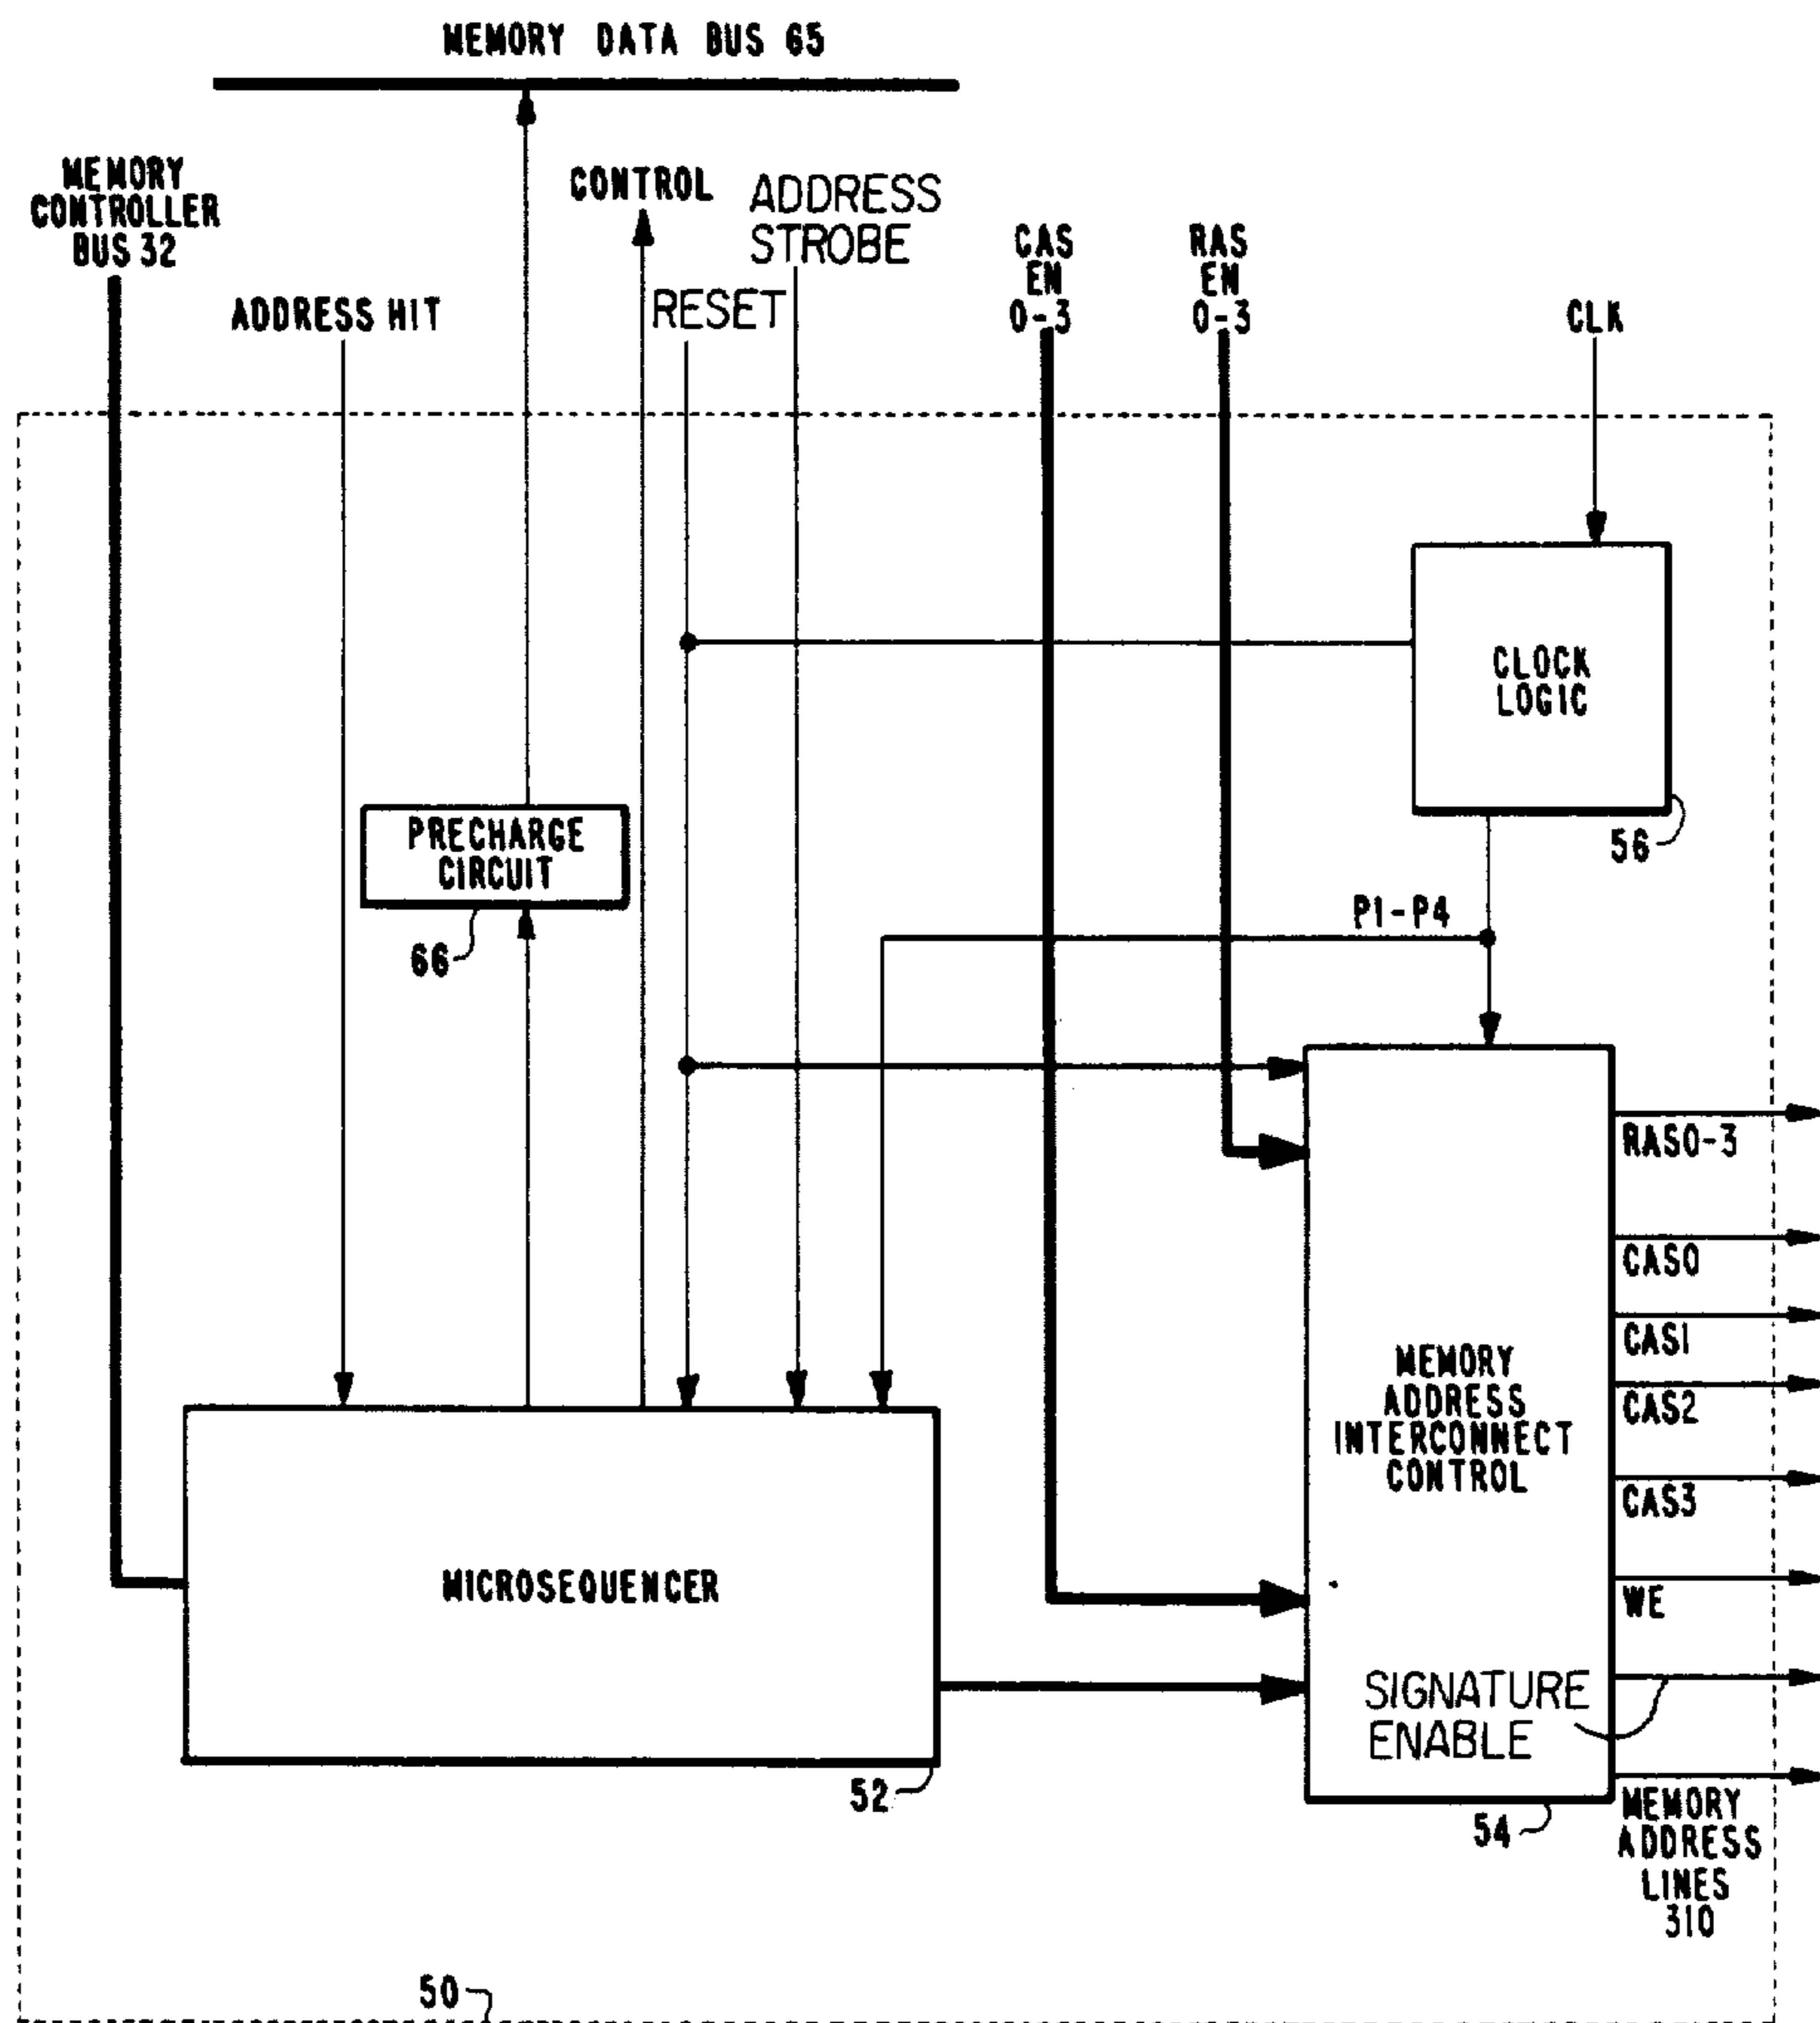 MEMORY DATA BUS 65
MEMORY
CONTROLLER
BUS 32
CONTROL
ADDRESS
STROBE
ADDRESS HIT
RESET
CAS
EN
0-3
RAS
EN
0-3
CLK
CLOCK
LOGIC
56
PRECHARGE
CIRCUIT
66
P1-P4
RAS0-3
CAS0
CAS1
CAS2
CAS3
WE
MEMORY
ADDRESS
INTERCONNECT
CONTROL
MICROSEQUENCER
SIGNATURE
ENABLE
52
54
MEMORY
ADDRESS
LINES
310
50